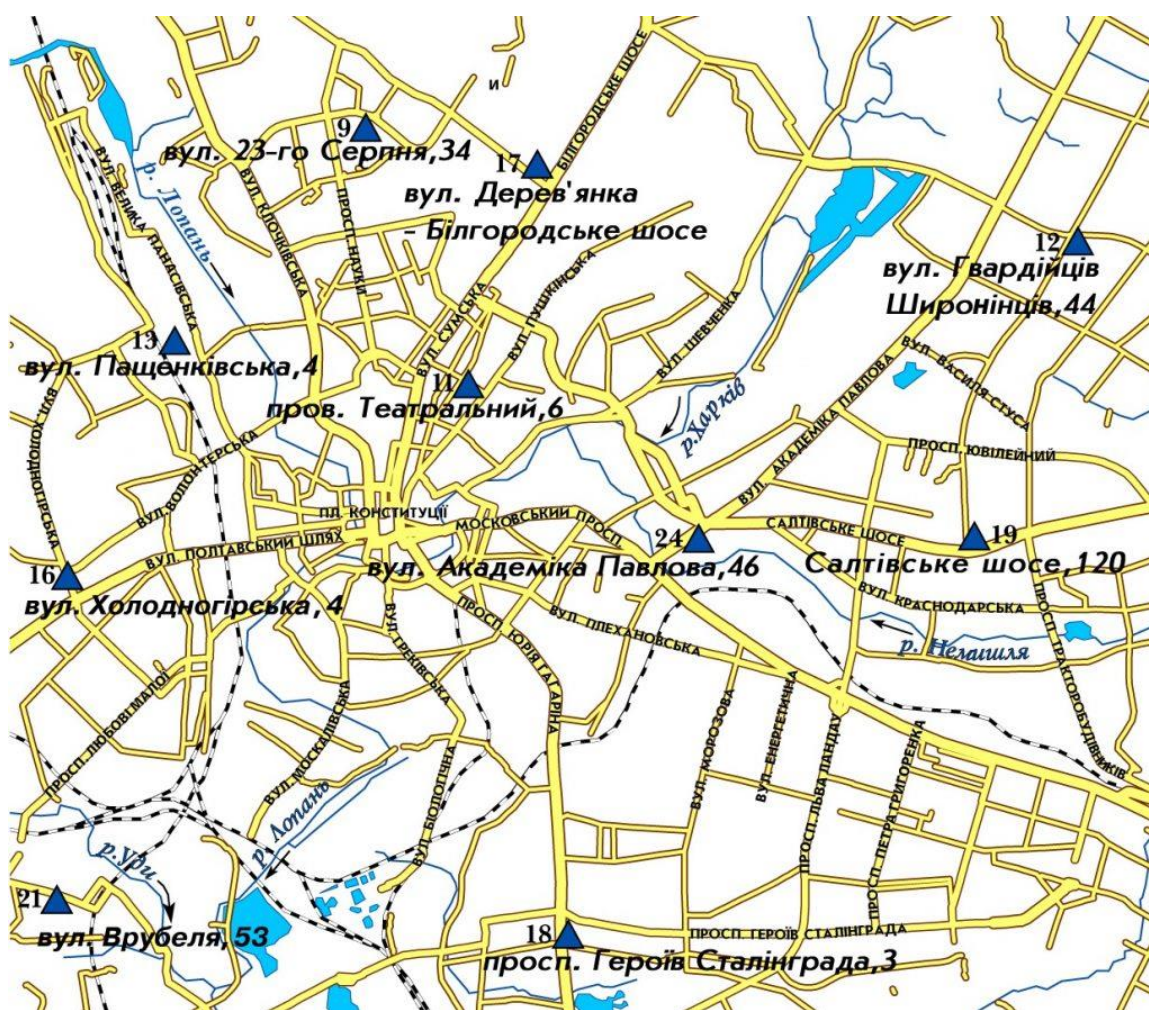 и
БІЛГОРОДСЬКЕ ШОСЕ
9
вул. 23-го Серпня,34
17
вул. Дерев'янка
- Білгородське шосе
ВУЛ. ВЕЛИКА ПАНАСІВСЬКА
р. Лопань
ВУЛ. КЛОЧКІВСЬКА
ПРОСП. НАУКИ
12
вул. Гвардійців
Широнінців,44
ВУЛ. СУМСЬКА
ВУЛ. ПУШКІНСЬКА
ВУЛ. ШЕВЧЕНКА
13
вул. Пащенківська,4
11
пров. Театральний,6
р.Харків
ВУЛ. АКАДЕМІКА ПАВЛОВА
ВУЛ. ВАСИЛЯ СТУСА
ВУЛ. ХОЛОДНОГІРСЬКА
ВУЛ.ВОЛОНТЕРСЬКА
ПРОСП. ЮВІЛЕЙНИЙ
ПЛ. КОНСТИТУЦІЇ
МОСКОВСЬКИЙ ПРОСП.
САЛТІВСЬКЕ ШОСЕ
ВУЛ. ПОЛТАВСЬКИЙ ШЛЯХ
24
вул. Академіка Павлова,46
19
Салтівське шосе,120
16
вул. Холодногірська,4
ВУЛ. КРАСНОДАРСЬКА
ВУЛ.ГРЕКІВСЬКА
ПРОСП. ЮРІЯ ГАГАРІНА
ВУЛ. ПЛЕХАНОВСЬКА
р. Немишля
ПРОСП. ТРАКТОРОБУДІВНИКІВ
ПРОСП. ЛЮБОВІ МАЛОЇ
ВУЛ.МОСКАЛІВСЬКА
ВУЛ. БІОЛОГІЧНА
ВУЛ. МОРОЗОВА
ВУЛ. ЕНЕРГЕТИЧНА
ПРОСП. ЛЬВА ЛАНДАУ
ПРОСП. ПЕТРА ГРИГОРЕНКА
р. Лопань
р.Уди
21
вул. Врубеля,53
18
ПРОСП. ГЕРОЇВ СТАЛІНГРАДА
просп. Героїв Сталінграда,3